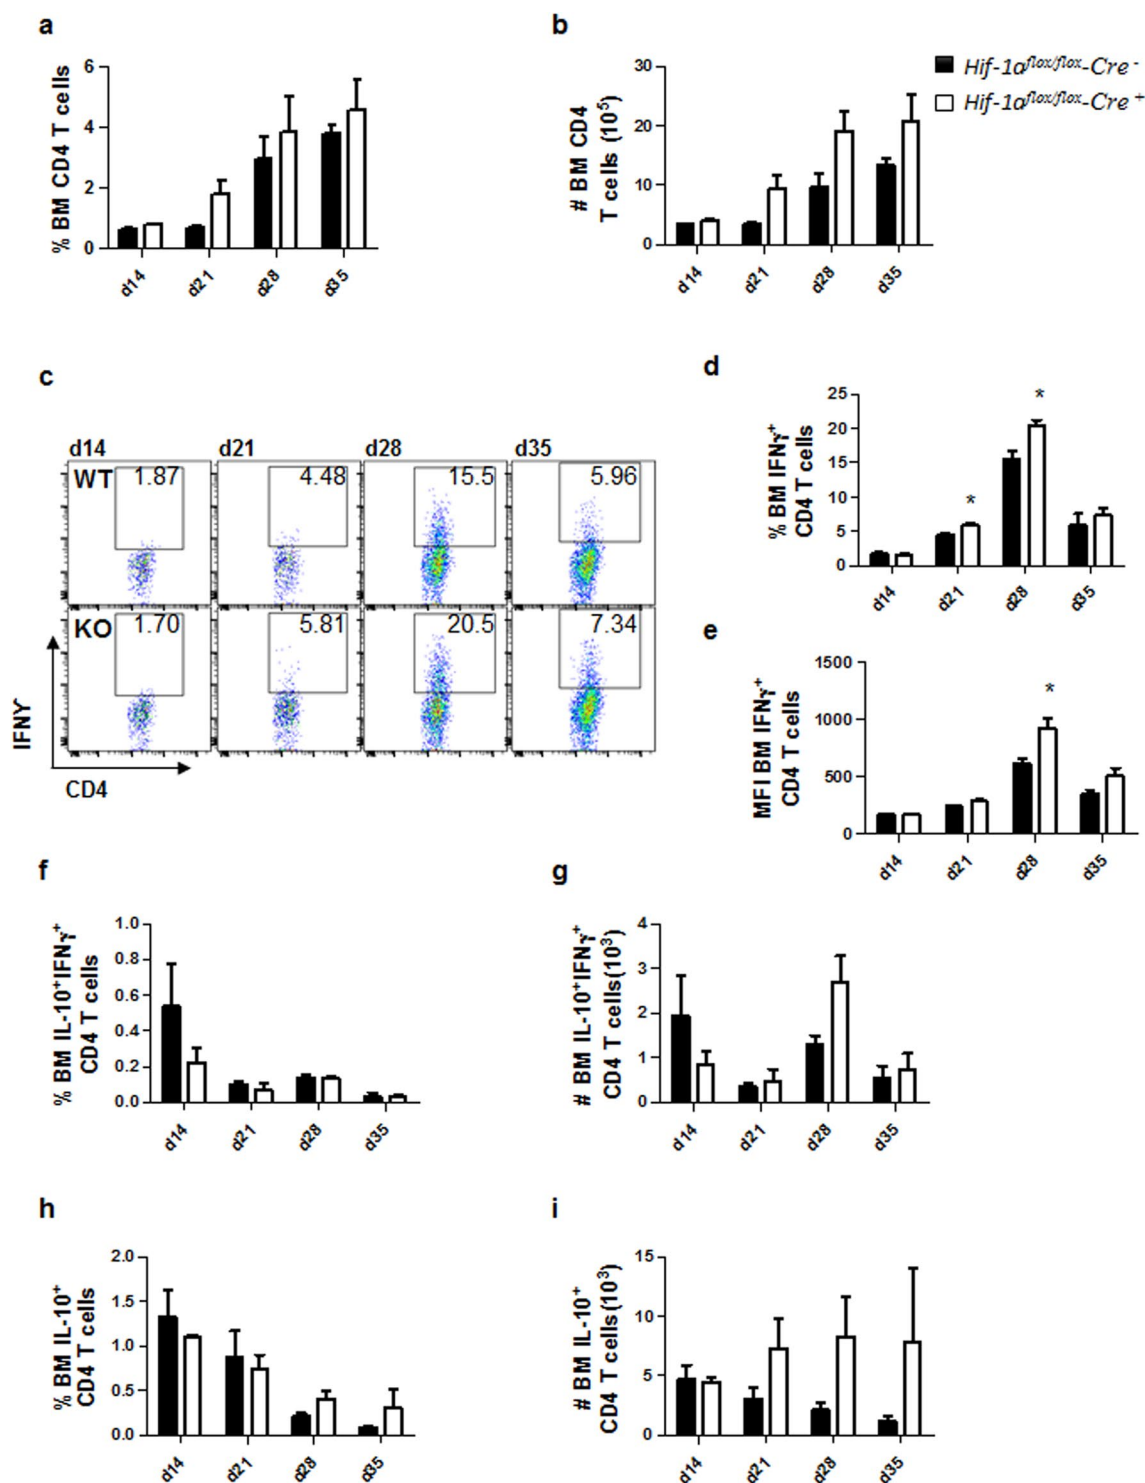 a
% BM CD4 T cells
6
4
2
0
d14 d21 d28 d35
b
# BM CD4
T cells (10⁵)
30
20
10
0
d14 d21 d28 d35
Hif-1α^flox/flox-Cre⁻
Hif-1α^flox/flox-Cre⁺
c
d14 d21 d28 d35
WT 1.87 4.48 15.5 5.96
KO 1.70 5.81 20.5 7.34
IFNγ
CD4
d
% BM IFNγ⁺
CD4 T cells
25
20
15
10
5
0
* *
d14 d21 d28 d35
e
MFI BM IFNγ⁺
CD4 T cells
1500
1000
500
0
*
d14 d21 d28 d35
f
% BM IL-10⁺IFNγ⁺
CD4 T cells
1.0
0.8
0.6
0.4
0.2
0.0
d14 d21 d28 d35
g
# BM IL-10⁺IFNγ⁺
CD4 T cells(10³)
4
3
2
1
0
d14 d21 d28 d35
h
% BM IL-10⁺
CD4 T cells
2.0
1.5
1.0
0.5
0.0
d14 d21 d28 d35
i
# BM IL-10⁺
CD4 T cells(10³)
15
10
5
0
d14 d21 d28 d35